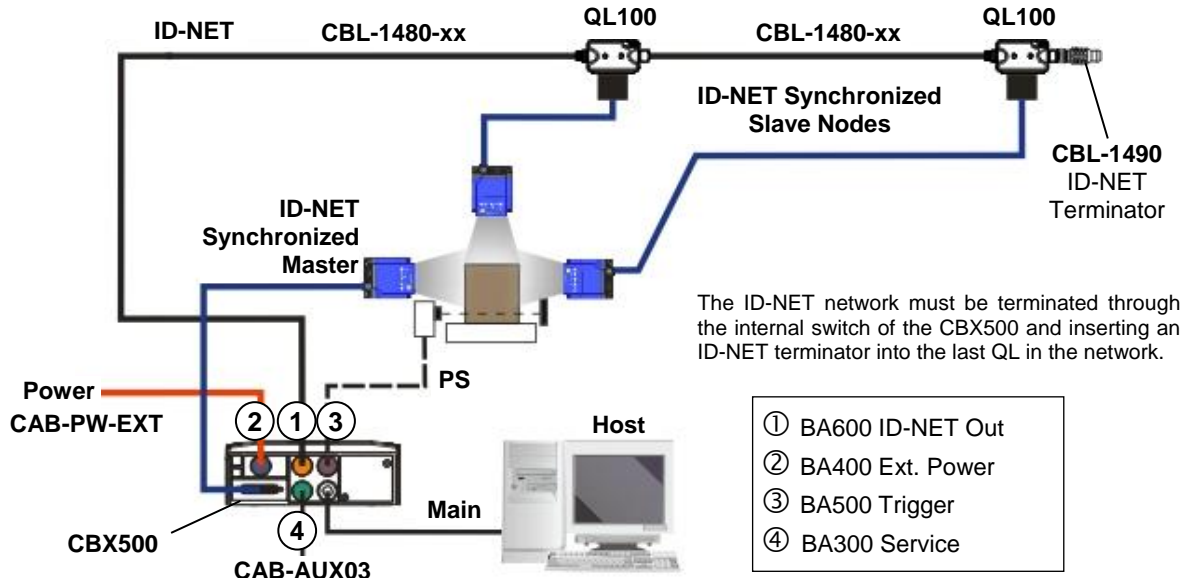 QL100
QL100
ID-NET
CBL-1480-xx
CBL-1480-xx
ID-NET Synchronized
Slave Nodes
CBL-1490
ID-NET
Terminator
ID-NET
Synchronized
Master
The ID-NET network must be terminated through
the internal switch of the CBX500 and inserting an
ID-NET terminator into the last QL in the network.
PS
Power
CAB-PW-EXT
2
1
3
Host
Main
CBX500
4
CAB-AUX03
① BA600 ID-NET Out
② BA400 Ext. Power
③ BA500 Trigger
④ BA300 Service